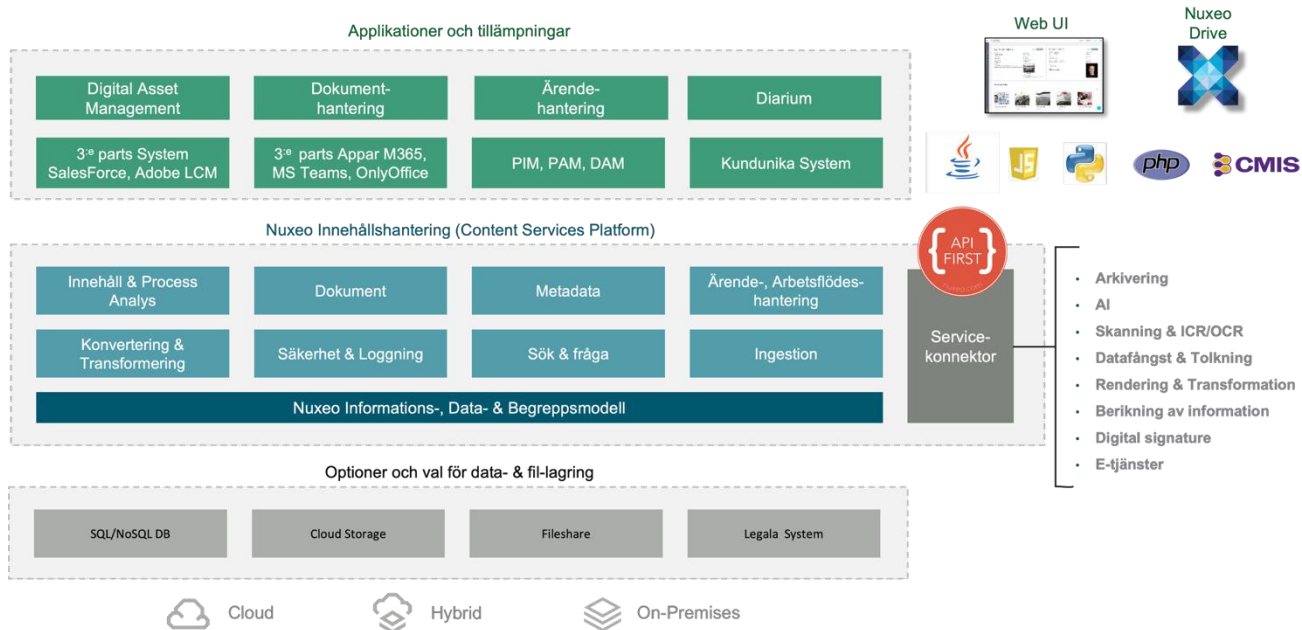 Applikationer och tillämpningar
Web UI
Nuxeo
Drive
Digital Asset
Management
Dokument-
hantering
Ärende-
hantering
Diarium
3:e parts System
SalesForce, Adobe LCM
3:e parts Appar M365,
MS Teams, OnlyOffice
PIM, PAM, DAM
Kundunika System
JS
php
CMIS
Nuxeo Innehållshantering (Content Services Platform)
{ API
FIRST }
nuxeo.com
Innehåll & Process
Analys
Dokument
Metadata
Ärende-, Arbetsflödes-
hantering
Konvertering &
Transformering
Säkerhet & Loggning
Sök & fråga
Ingestion
Service-
konnektor
Nuxeo Informations-, Data- & Begreppsmodell
• Arkivering
• AI
• Skanning & ICR/OCR
• Datafångst & Tolkning
• Rendering & Transformation
• Berikning av information
• Digital signature
• E-tjänster
Optioner och val för data- & fil-lagring
SQL/NoSQL DB
Cloud Storage
Fileshare
Legala System
Cloud
Hybrid
On-Premises